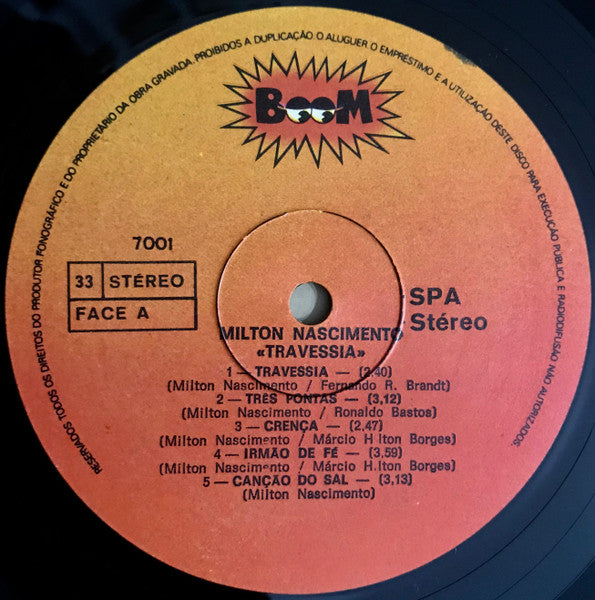 RESERVADOS TODOS OS DIREITOS DO PRODUTOR FONOGRÁFICO E DO PROPRIETÁRIO DA OBRA GRAVADA. PROIBIDOS A DUPLICAÇÃO O ALUGUER O EMPRÉSTIMO E A UTILIZAÇÃO DESTE DISCO PARA EXECUÇÃO PÚBLICA E RADIODIFUSÃO NÃO AUTORIZADOS.
BOOM
7001
33 STÉREO
FACE A
SPA
Stéreo
MILTON NASCIMENTO
«TRAVESSIA»
1 — TRAVESSIA — (2,40)
(Milton Nascimento / Fernando R. Brandt)
2 — TRES PONTAS — (3,12)
(Milton Nascimento / Ronaldo Bastos)
3 — CRENÇA — (2,47)
(Milton Nascimento / Márcio H lton Borges)
4 — IRMÃO DE FÉ — (3,59)
(Milton Nascimento / Márcio H lton Borges)
5 — CANÇÃO DO SAL — (3,13)
(Milton Nascimento)